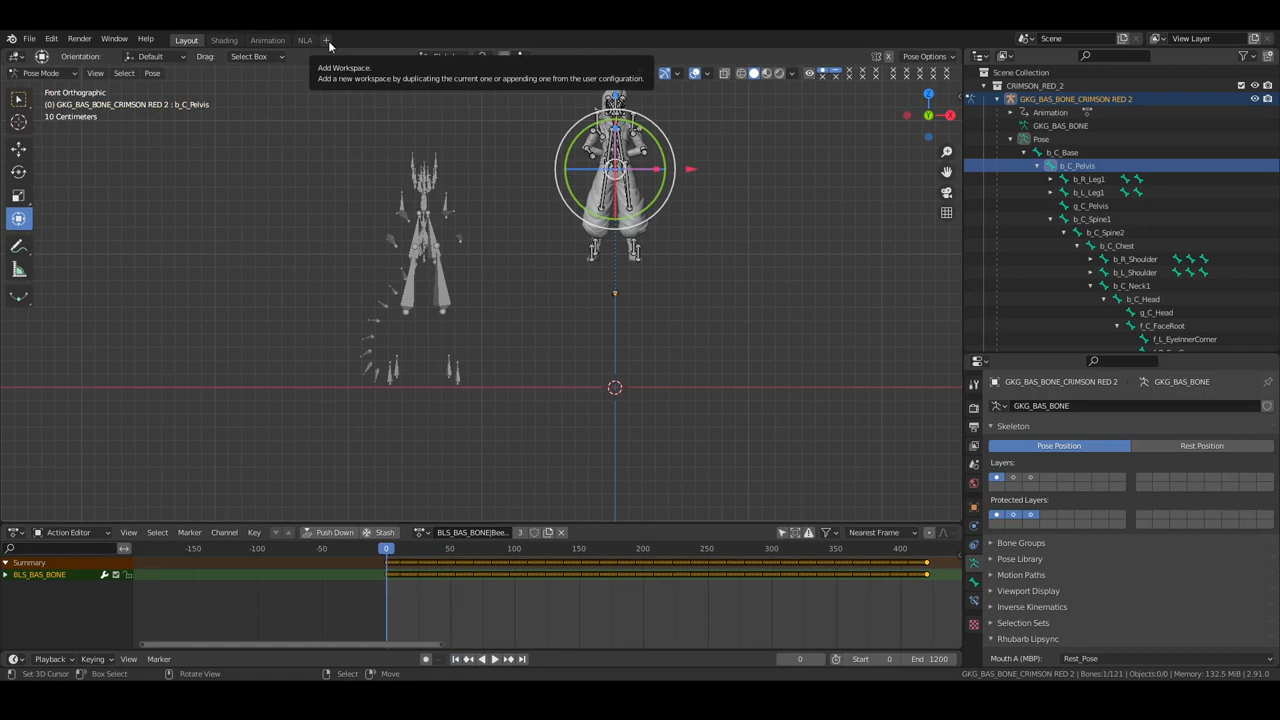 File Edit Render Window Help Layout Shading Animation NLA + Scene View Layer
Orientation: Default Drag: Select Box Pose Options
Add Workspace.
Add a new workspace by duplicating the current one or appending one from the user configuration.
Pose Mode View Select Pose
Front Orthographic
(0) GKG_BAS_BONE_CRIMSON RED 2 : b_C_Pelvis
10 Centimeters
Z
Y
X
Scene Collection
CRIMSON_RED_2
GKG_BAS_BONE_CRIMSON RED 2
Animation
GKG_BAS_BONE
Pose
b_C_Base
b_C_Pelvis
b_R_Leg1
b_L_Leg1
g_C_Pelvis
b_C_Spine1
b_C_Spine2
b_C_Chest
b_R_Shoulder
b_L_Shoulder
b_C_Neck1
b_C_Head
g_C_Head
f_C_FaceRoot
f_L_EyeInnerCorner
GKG_BAS_BONE_CRIMSON RED 2 GKG_BAS_BONE
GKG_BAS_BONE
Skeleton
Pose Position Rest Position
Layers:
Protected Layers:
Bone Groups
Pose Library
Motion Paths
Viewport Display
Inverse Kinematics
Selection Sets
Rhubarb Lipsync
Mouth A (MBP): Rest_Pose
Action Editor View Select Marker Channel Key Push Down Stash BLS_BAS_BONE|Bee... 3 Nearest Frame
-150 -100 -50 0 50 100 150 200 250 300 350 400
Summary
BLS_BAS_BONE
Playback Keying View Marker 0 Start 0 End 1200
Set 3D Cursor Box Select Rotate View Select Move GKG_BAS_BONE_CRIMSON RED 2 | Bones:1/121 | Objects:0/0 | Memory: 132.5 MiB | 2.91.0